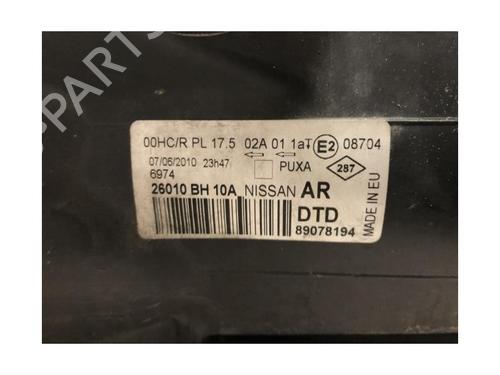 PARTS
00HC/R PL 17.5 02A 01 1aT E2 08704
07/06/2010 23h47 PUXA 287
6974
26010 BH 10A NISSAN AR
DTD
89078194
MADE IN EU